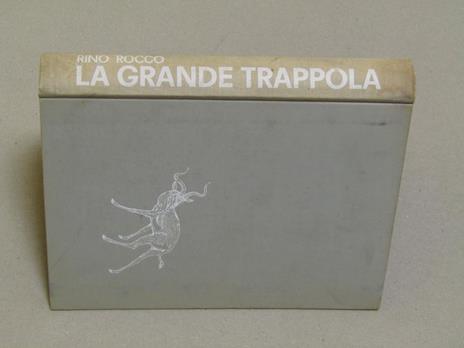 RINO ROCCO
LA GRANDE TRAPPOLA